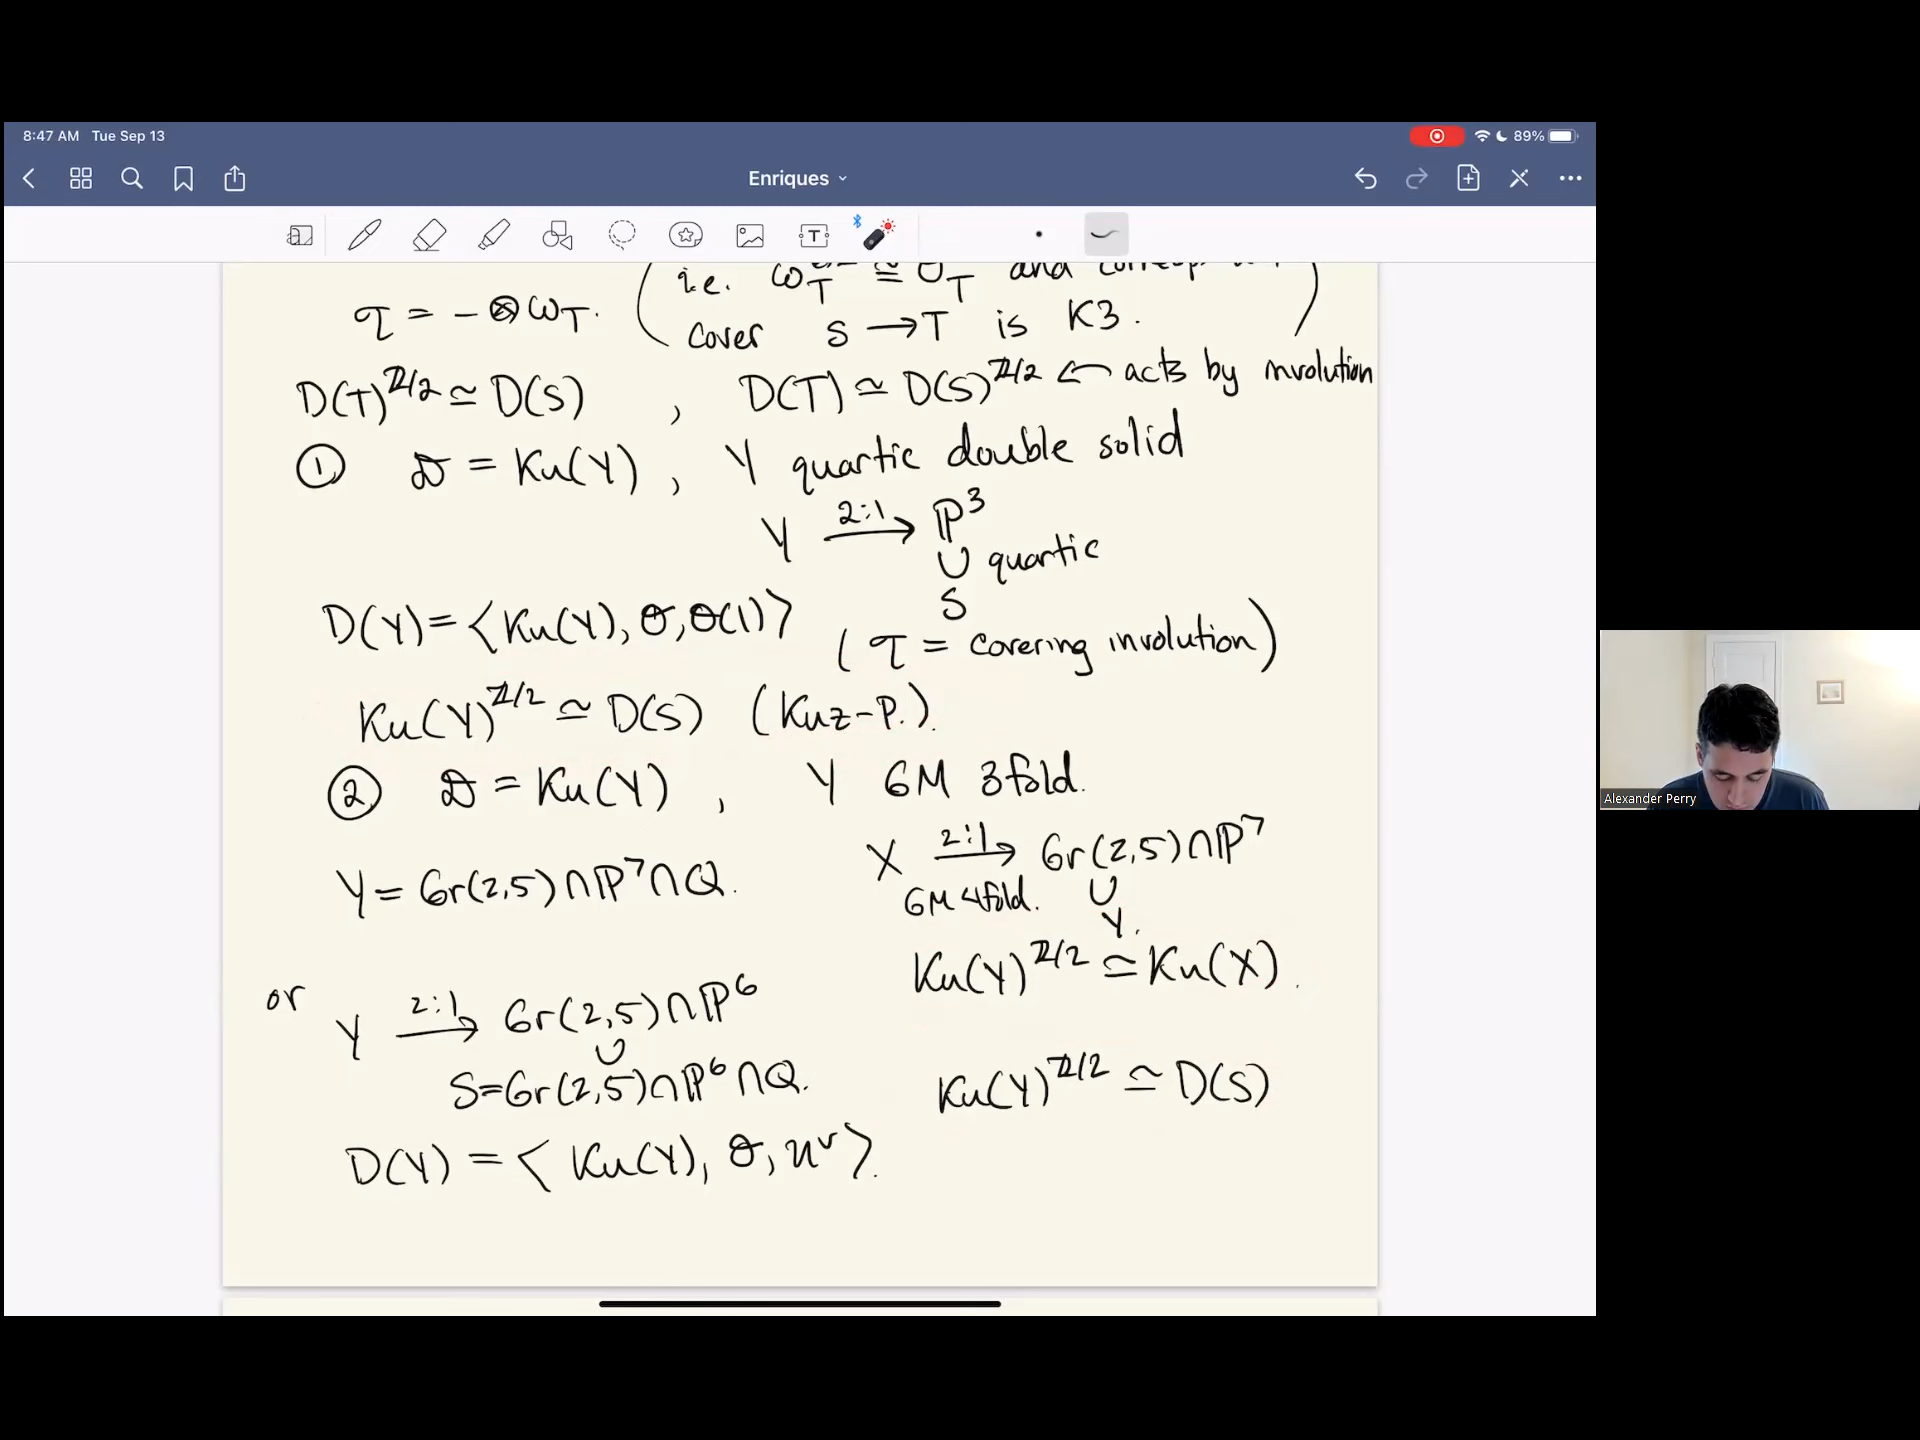 8:47 AM Tue Sep 13
89%
Enriques
i.e. ω_T ≅ O_T and
τ = - ⊗ ω_T. cover S → T is K3.
D(T)^{ℤ/2} ≃ D(S) , D(T) ≃ D(S)^{ℤ/2} ← acts by involution
① 𝒟 = Ku(Y) , Y quartic double solid
Y 2:1 → ℙ^3
∪ quartic
S
D(Y) = ⟨Ku(Y), O, O(1)⟩ (τ = covering involution)
Ku(Y)^{ℤ/2} ≃ D(S) (Kuz-P.).
② 𝒟 = Ku(Y) , Y GM 3fold.
X 2:1 → Gr(2,5) ∩ ℙ^7
Y = Gr(2,5) ∩ ℙ^7 ∩ Q. GM 4fold. ∪
Y.
Ku(Y)^{ℤ/2} ≃ Ku(X).
or Y 2:1 → Gr(2,5) ∩ ℙ^6
∪
S = Gr(2,5) ∩ ℙ^6 ∩ Q. Ku(Y)^{ℤ/2} ≃ D(S)
D(Y) = ⟨Ku(Y), O, U^∨⟩.
Alexander Perry